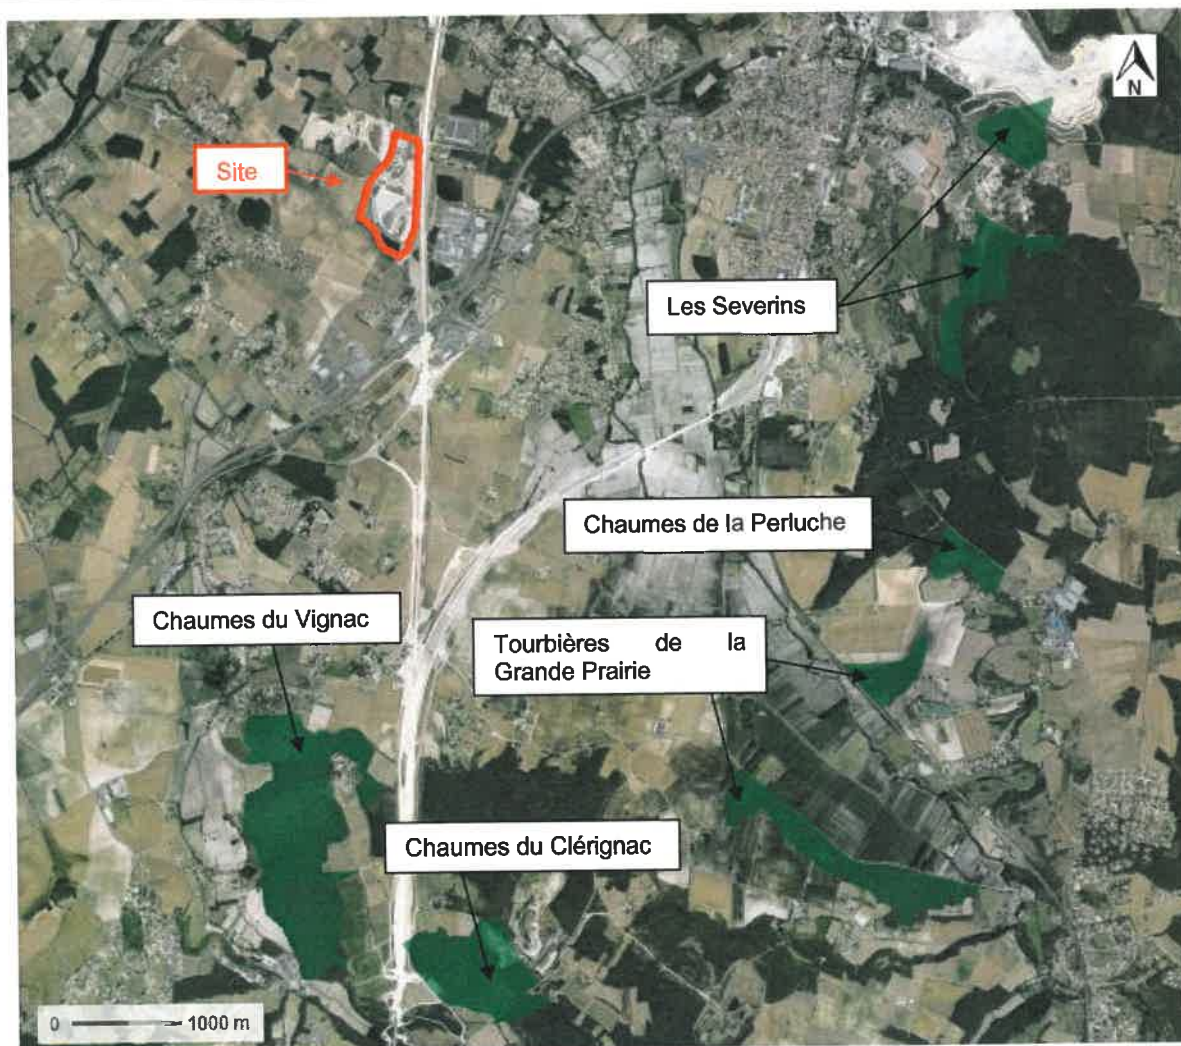 N
Site
Les Severins
Chaumes de la Perluche
Chaumes du Vignac
Tourbières de la
Grande Prairie
Chaumes du Clérignac
0 1000 m